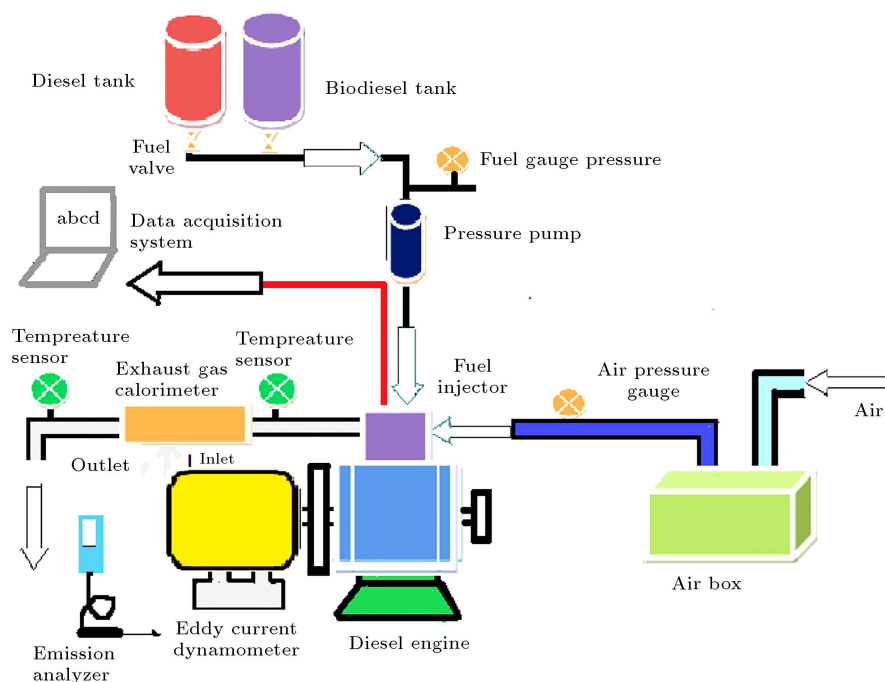 Diesel tank
Biodiesel tank
Fuel
valve
Fuel gauge pressure
abcd
Data acquisition
system
Pressure pump
Tempreature
sensor
Exhaust gas
calorimeter
Tempreature
sensor
Fuel
injector
Air pressure
gauge
Air
Outlet
Inlet
Air box
Eddy current
dynamometer
Diesel engine
Emission
analyzer